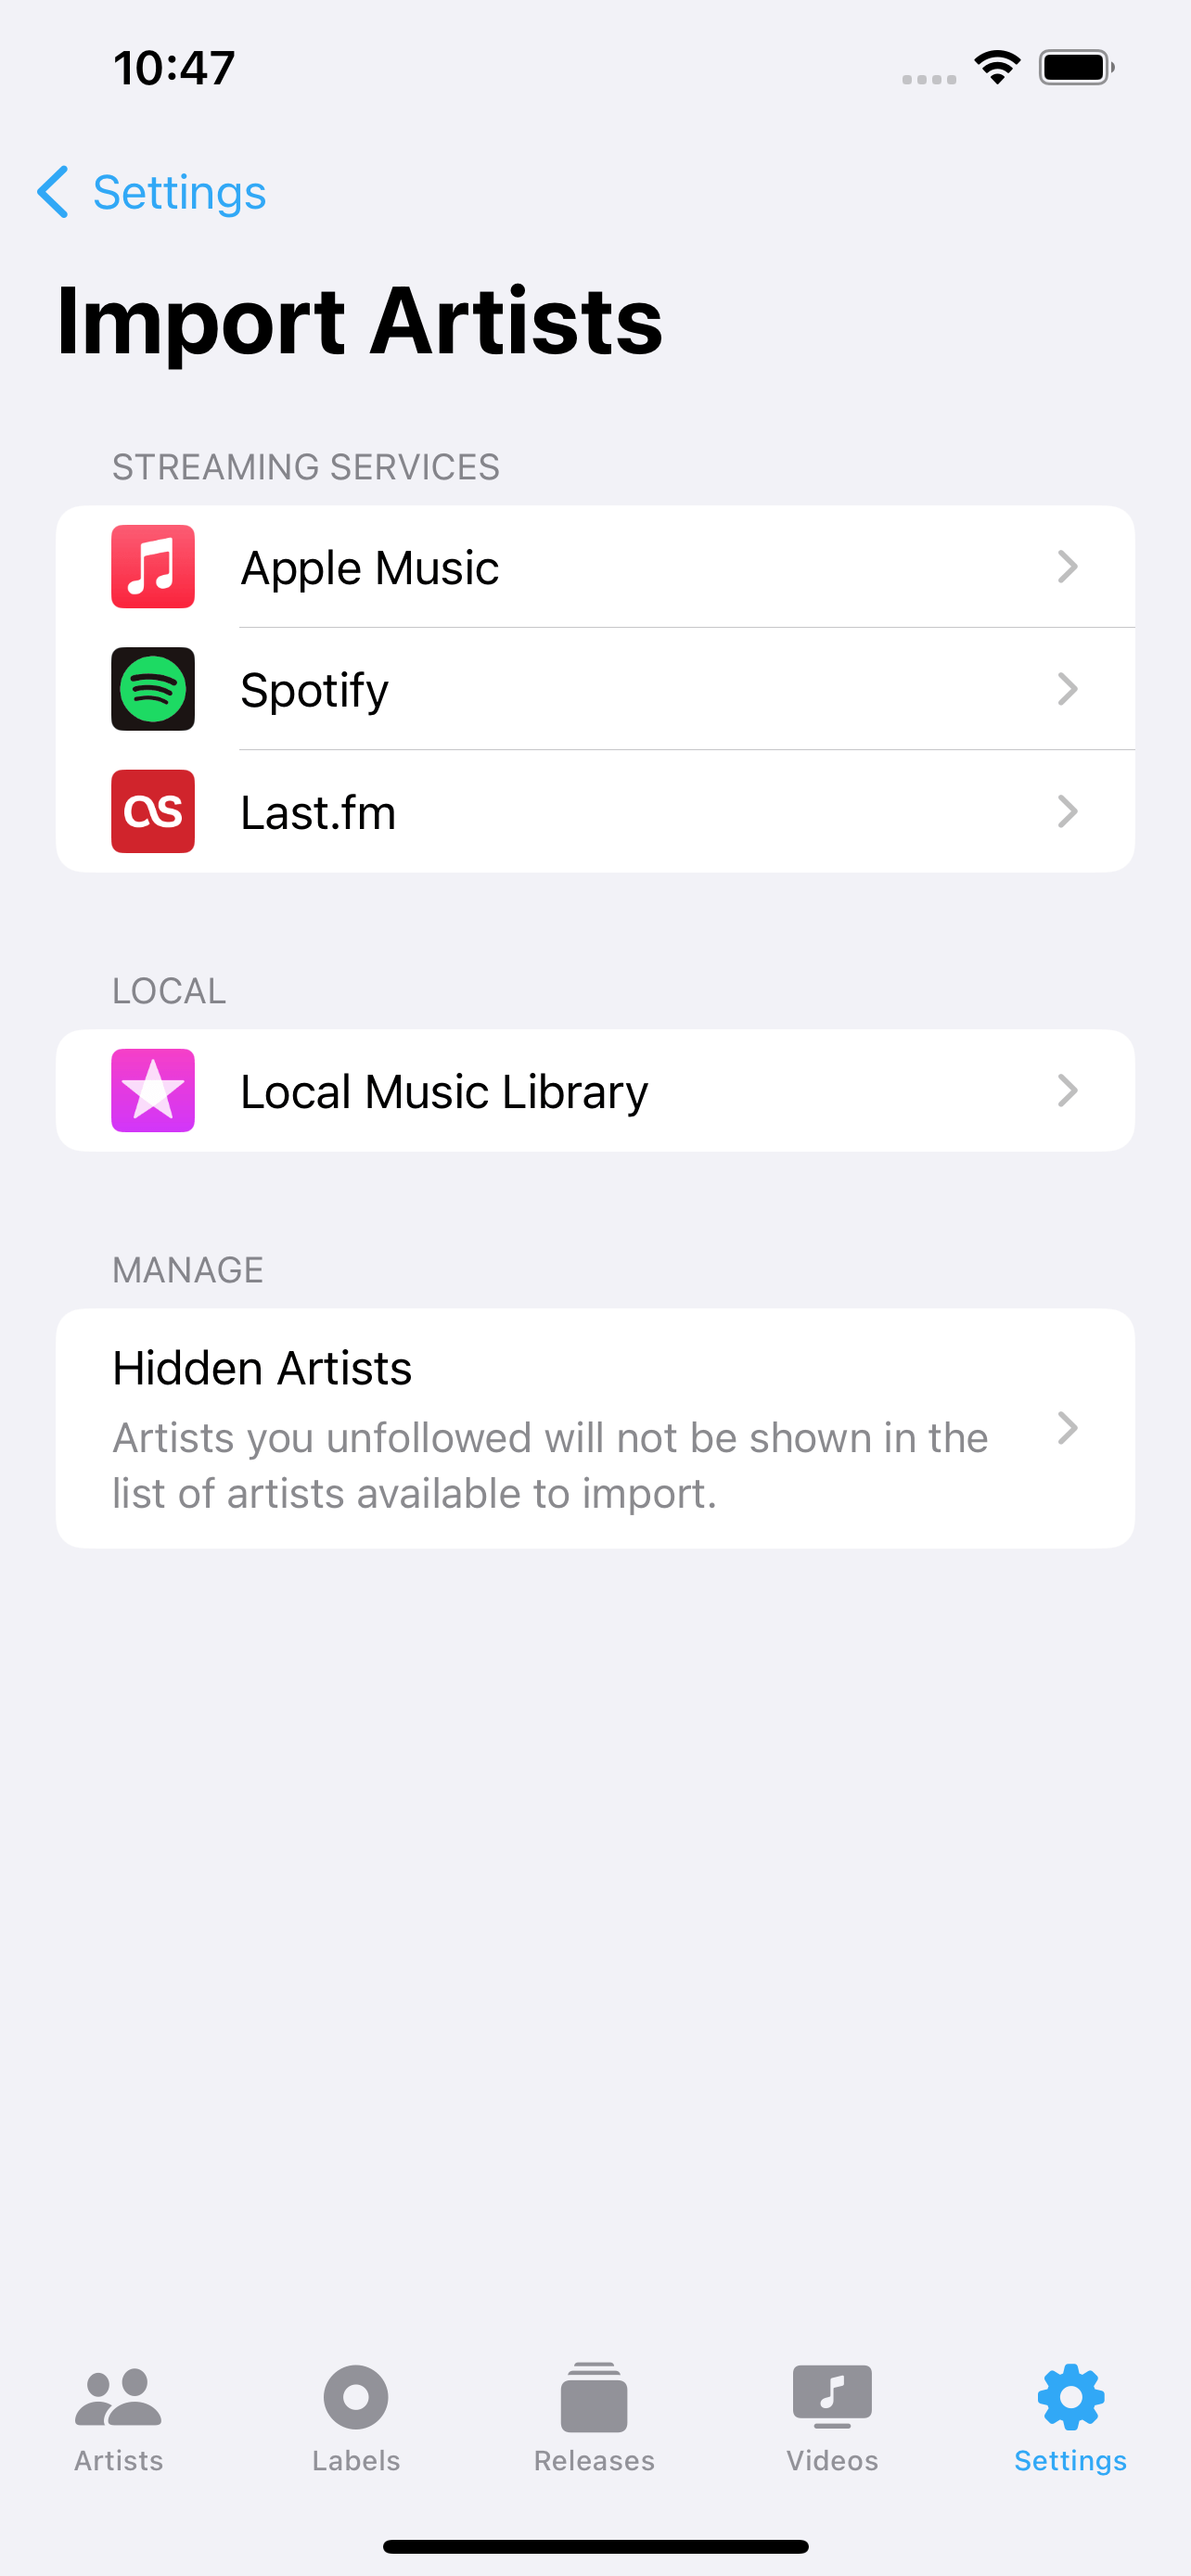 10:47
Settings
Import Artists
STREAMING SERVICES
Apple Music
Spotify
Last.fm
LOCAL
Local Music Library
MANAGE
Hidden Artists
Artists you unfollowed will not be shown in the
list of artists available to import.
Artists
Labels
Releases
Videos
Settings